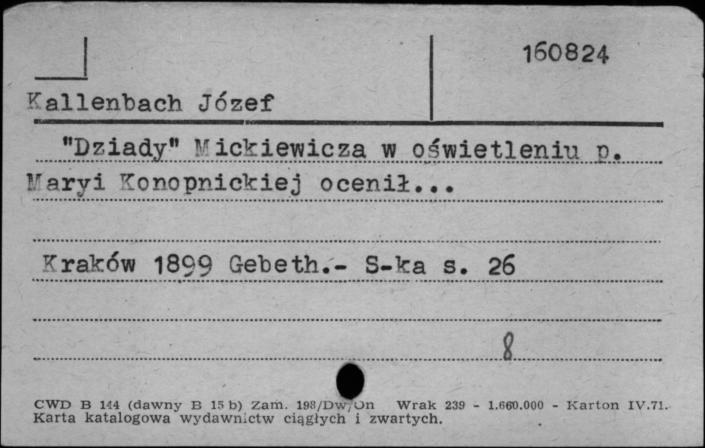 160824
Kallenbach Józef
"Dziady" Mickiewicza w oświetleniu p.
Maryi Konopnickiej ocenił...
Kraków 1899 Gebeth.- S-ka s. 26
8
CWD B 144 (dawny B 15 b) Zam. 198/Dw/Un Wrak 239 - 1.660.000 - Karton IV.71.
Karta katalogowa wydawnictw ciągłych i zwartych.